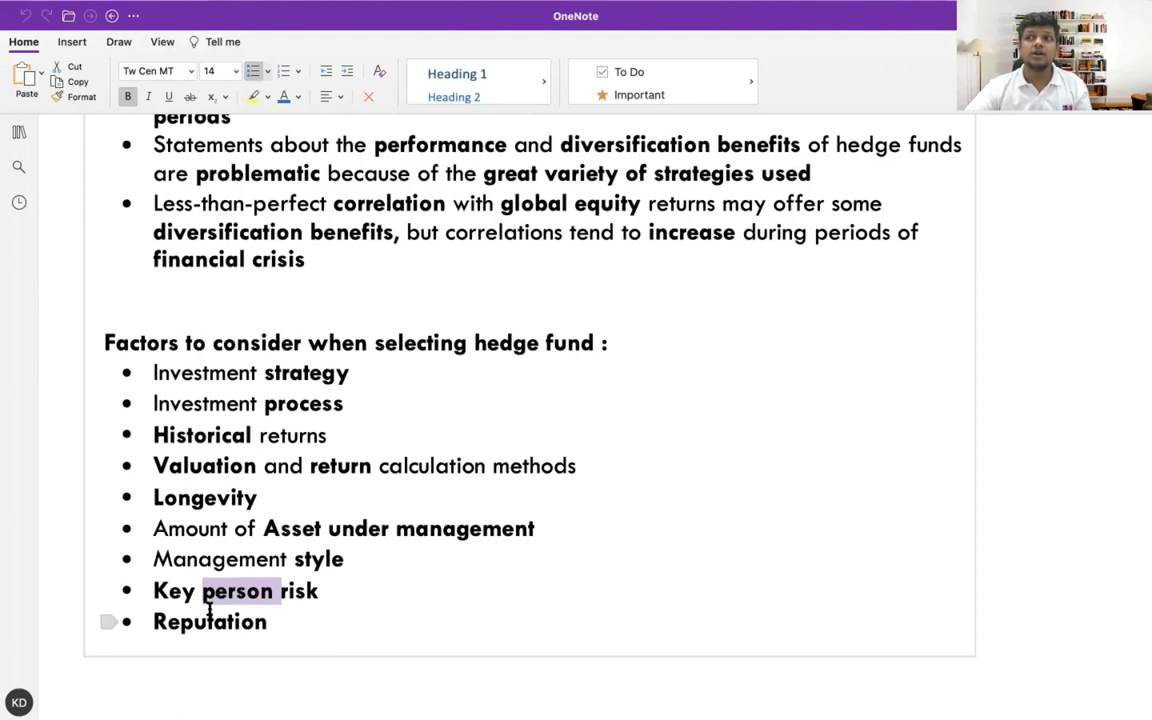 OneNote
Home Insert Draw View Tell me
Paste
Cut
Copy
Format
Tw Cen MT 14
B I U ab x₂ A
Heading 1
Heading 2
To Do
Important
periods
• Statements about the performance and diversification benefits of hedge funds
are problematic because of the great variety of strategies used
• Less-than-perfect correlation with global equity returns may offer some
diversification benefits, but correlations tend to increase during periods of
financial crisis
Factors to consider when selecting hedge fund :
• Investment strategy
• Investment process
• Historical returns
• Valuation and return calculation methods
• Longevity
• Amount of Asset under management
• Management style
• Key person risk
• Reputation
KD